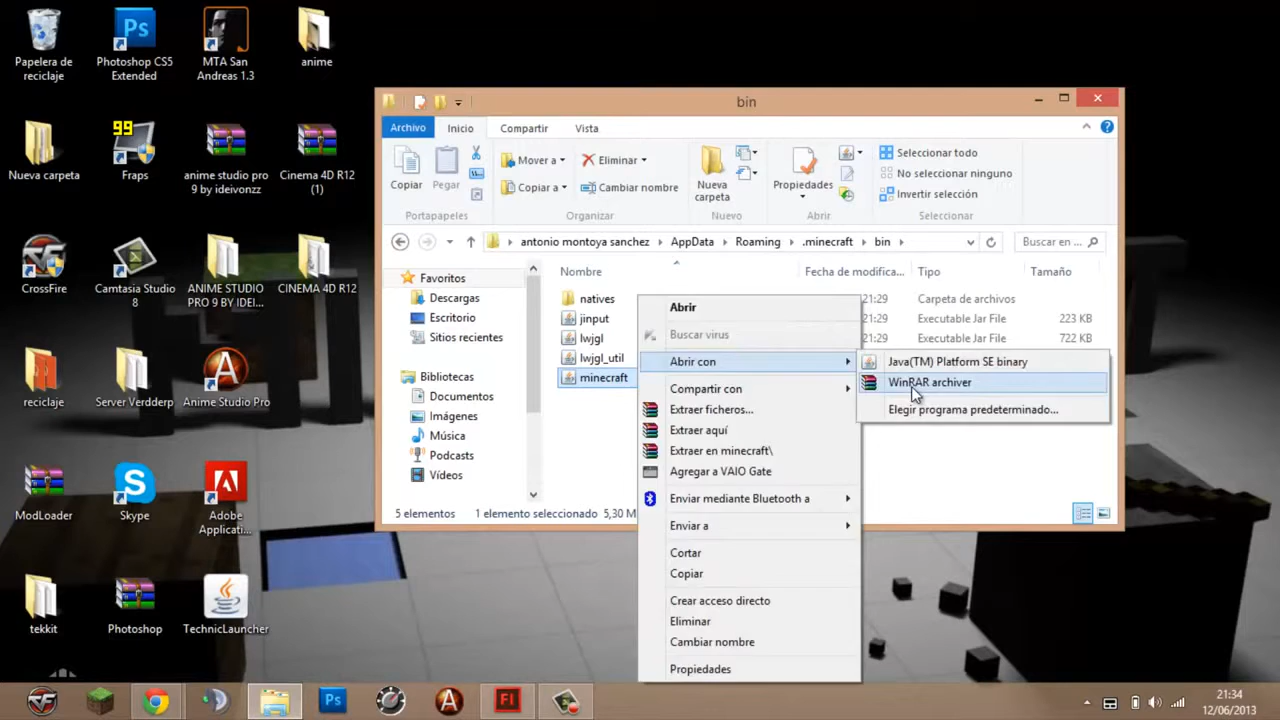 Papelera de
reciclaje
Photoshop CS5
Extended
MTA San
Andreas 1.3
anime
Nueva carpeta
99
Fraps
anime studio pro
9 by ideivonzz
Cinema 4D R12
(1)
CrossFire
Camtasia Studio
8
ANIME STUDIO
PRO 9 BY IDEI...
CINEMA 4D R12
reciclaje
Server Verdderp
Anime Studio Pro
ModLoader
Skype
Adobe
Applicati...
tekkit
Photoshop
TechnicLauncher
bin
Archivo
Inicio
Compartir
Vista
Copiar
Pegar
Mover a
Copiar a
Eliminar
Cambiar nombre
Nueva
carpeta
Propiedades
Seleccionar todo
No seleccionar ninguno
Invertir selección
Portapapeles
Organizar
Nuevo
Abrir
Seleccionar
antonio montoya sanchez
AppData
Roaming
.minecraft
bin
Buscar en ...
Favoritos
Descargas
Escritorio
Sitios recientes
Bibliotecas
Documentos
Imágenes
Música
Podcasts
Vídeos
Nombre
Fecha de modifica...
Tipo
Tamaño
natives
21:29
Carpeta de archivos
jinput
21:29
Executable Jar File
223 KB
lwjgl
21:29
Executable Jar File
722 KB
lwjgl_util
minecraft
5 elementos
1 elemento seleccionado
5,30 M
Abrir
Buscar virus
Abrir con
Compartir con
Extraer ficheros...
Extraer aquí
Extraer en minecraft\
Agregar a VAIO Gate
Enviar mediante Bluetooth a
Enviar a
Cortar
Copiar
Crear acceso directo
Eliminar
Cambiar nombre
Propiedades
Java(TM) Platform SE binary
WinRAR archiver
Elegir programa predeterminado...
Ps
Fl
21:34
12/06/2013